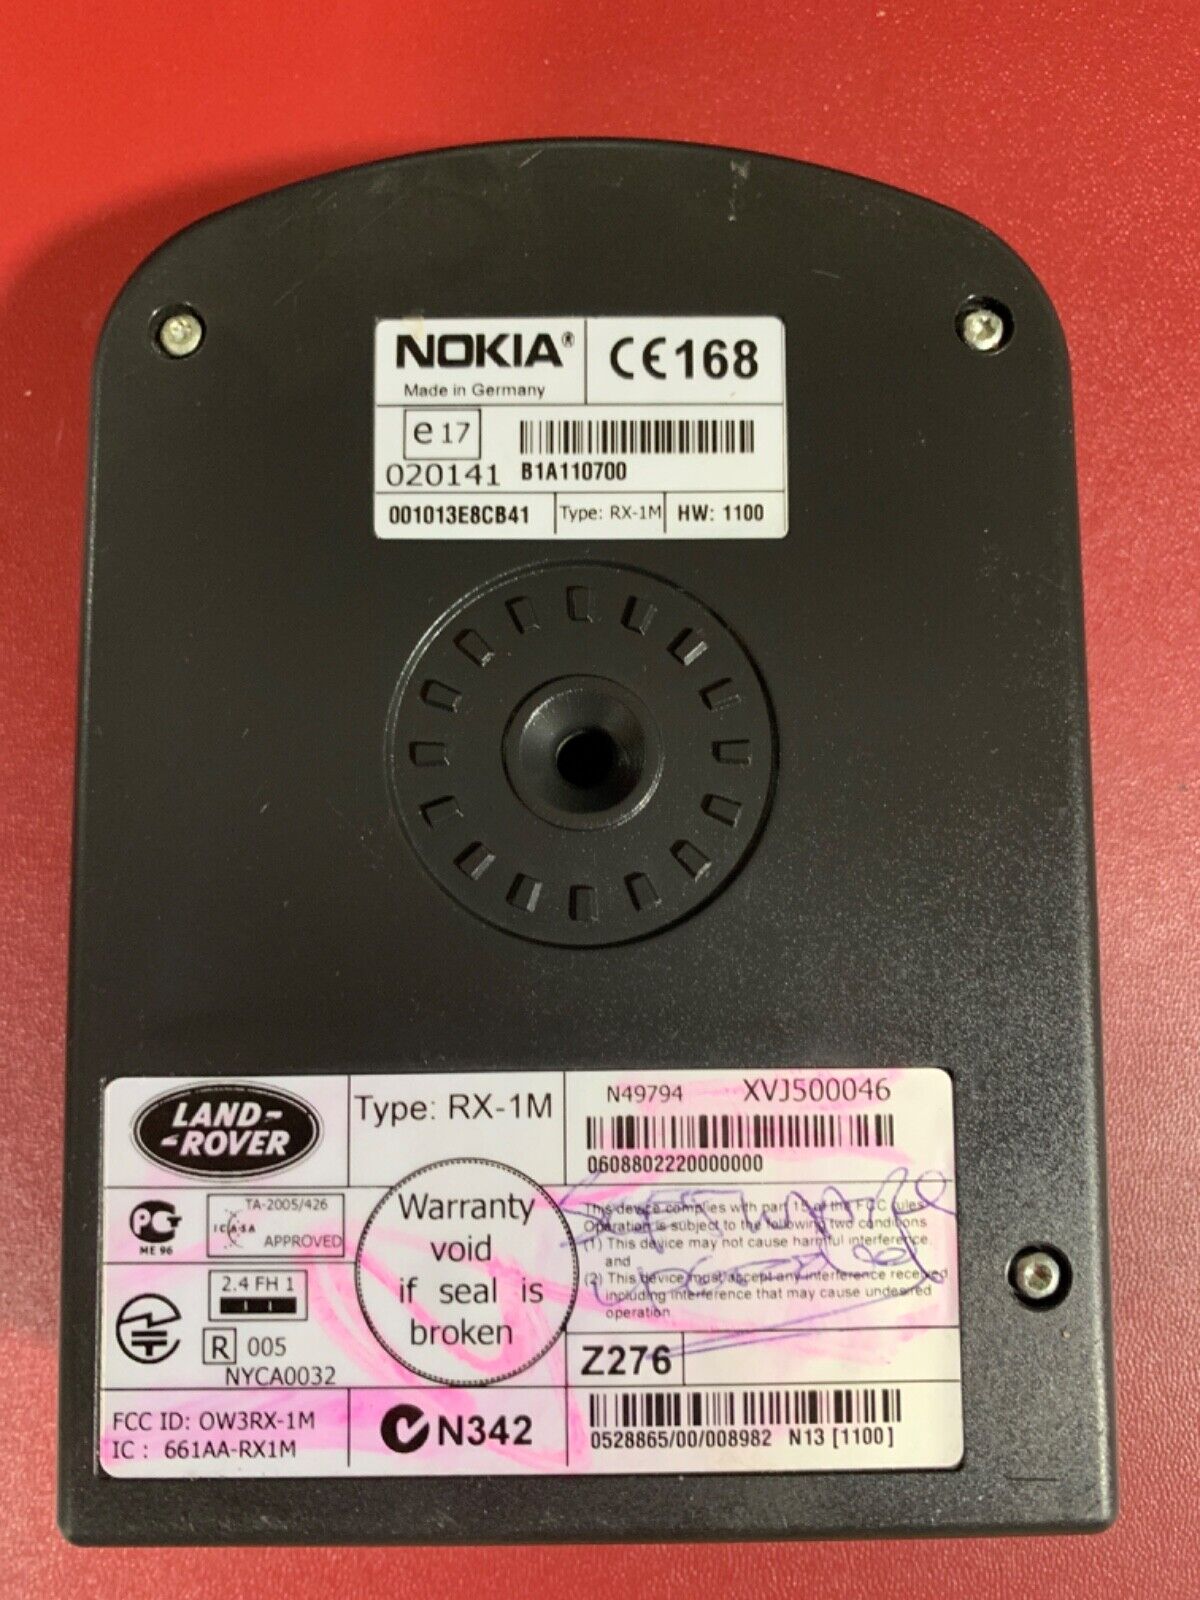 NOKIA®
Made in Germany
CE168
e17
020141
B1A110700
001013E8CB41
Type: RX-1M
HW: 1100
LAND-
-ROVER
Type: RX-1M
N49794 XVJ500046
0608802220000000
PG
ME 96
TA-2005/426
ICASA
APPROVED
2.4 FH 1
R 005
NYCA0032
Warranty
void
if seal is
broken
This device complies with part 15 of the FCC rules
Operation is subject to the following two conditions
(1) This device may not cause harmful interference,
and
(2) This device must accept any interference received
including interference that may cause undesired
operation.
Z276
FCC ID: OW3RX-1M
IC : 661AA-RX1M
N342
0528865/00/008982 N13 [1100]